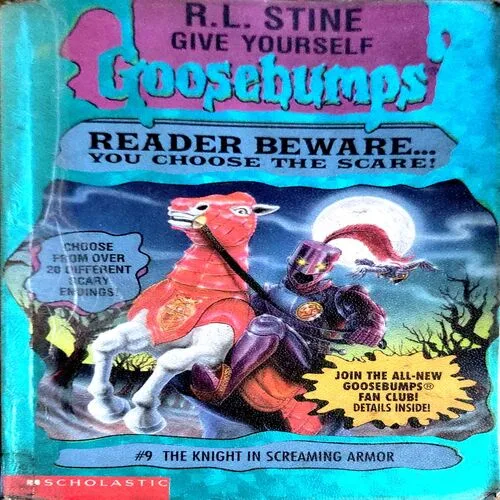 R.L. STINE
GIVE YOURSELF
Goosebumps
READER BEWARE...
YOU CHOOSE THE SCARE!
CHOOSE
FROM OVER
20 DIFFERENT
SCARY
ENDINGS!
JOIN THE ALL-NEW
GOOSEBUMPS®
FAN CLUB!
DETAILS INSIDE!
#9 THE KNIGHT IN SCREAMING ARMOR
SCHOLASTIC